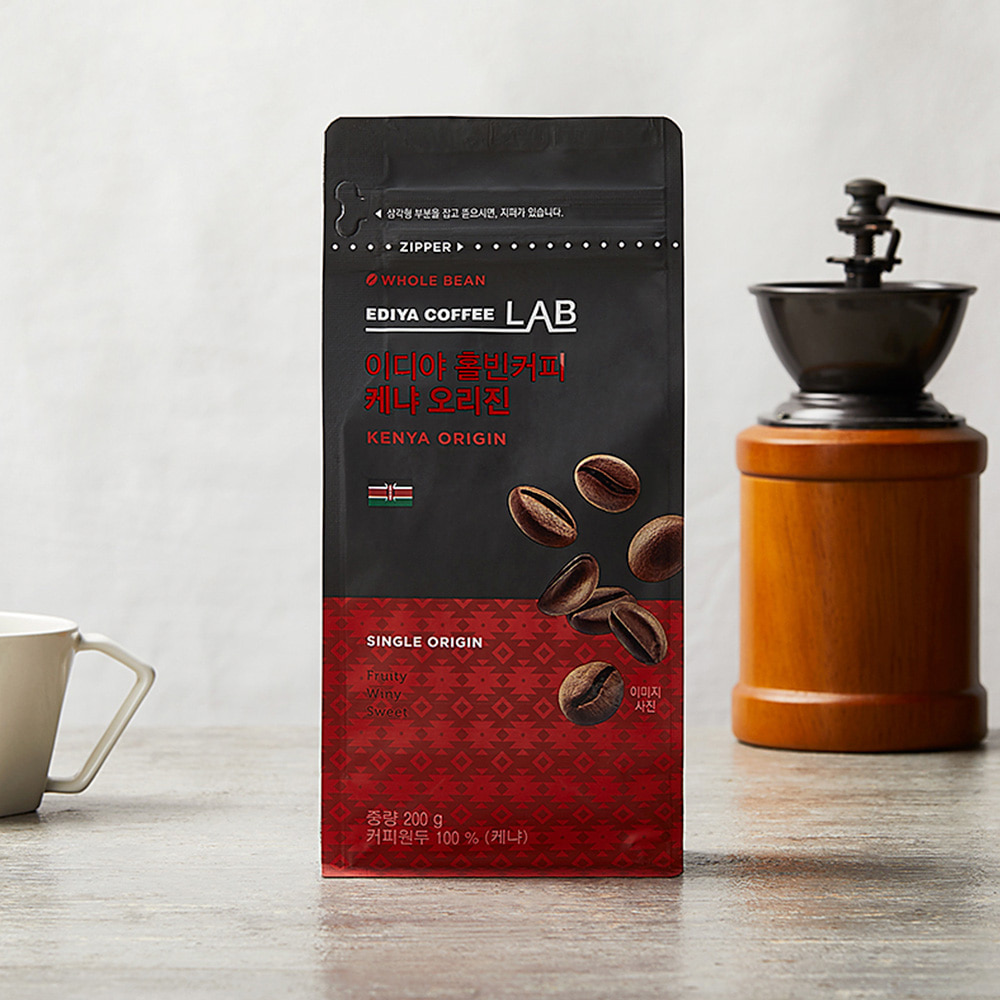 ◀ 삼각형 부분을 잡고 뜯으시면, 지퍼가 있습니다.
ZIPPER ▶
WHOLE BEAN
EDIYA COFFEE LAB
이디야 홀빈커피
케냐 오리진
KENYA ORIGIN
SINGLE ORIGIN
Fruity
Winy
Sweet
이미지
사진
중량 200 g
커피원두 100 % (케냐)